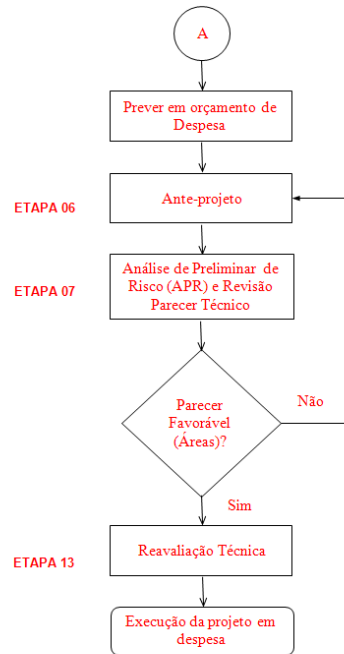 A
Prever em orçamento de
Despesa
ETAPA 06
Ante-projeto
ETAPA 07
Análise de Preliminar de
Risco (APR) e Revisão
Parecer Técnico
Parecer
Favorável
(Áreas)?
Não
Sim
ETAPA 13
Reavaliação Técnica
Execução da projeto em
despesa